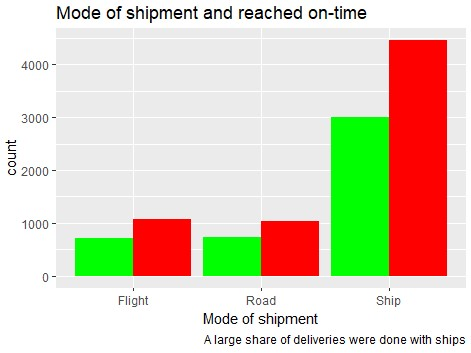 Mode of shipment and reached on-time
count
4000
3000
2000
1000
0
Flight Road Ship
Mode of shipment
A large share of deliveries were done with ships